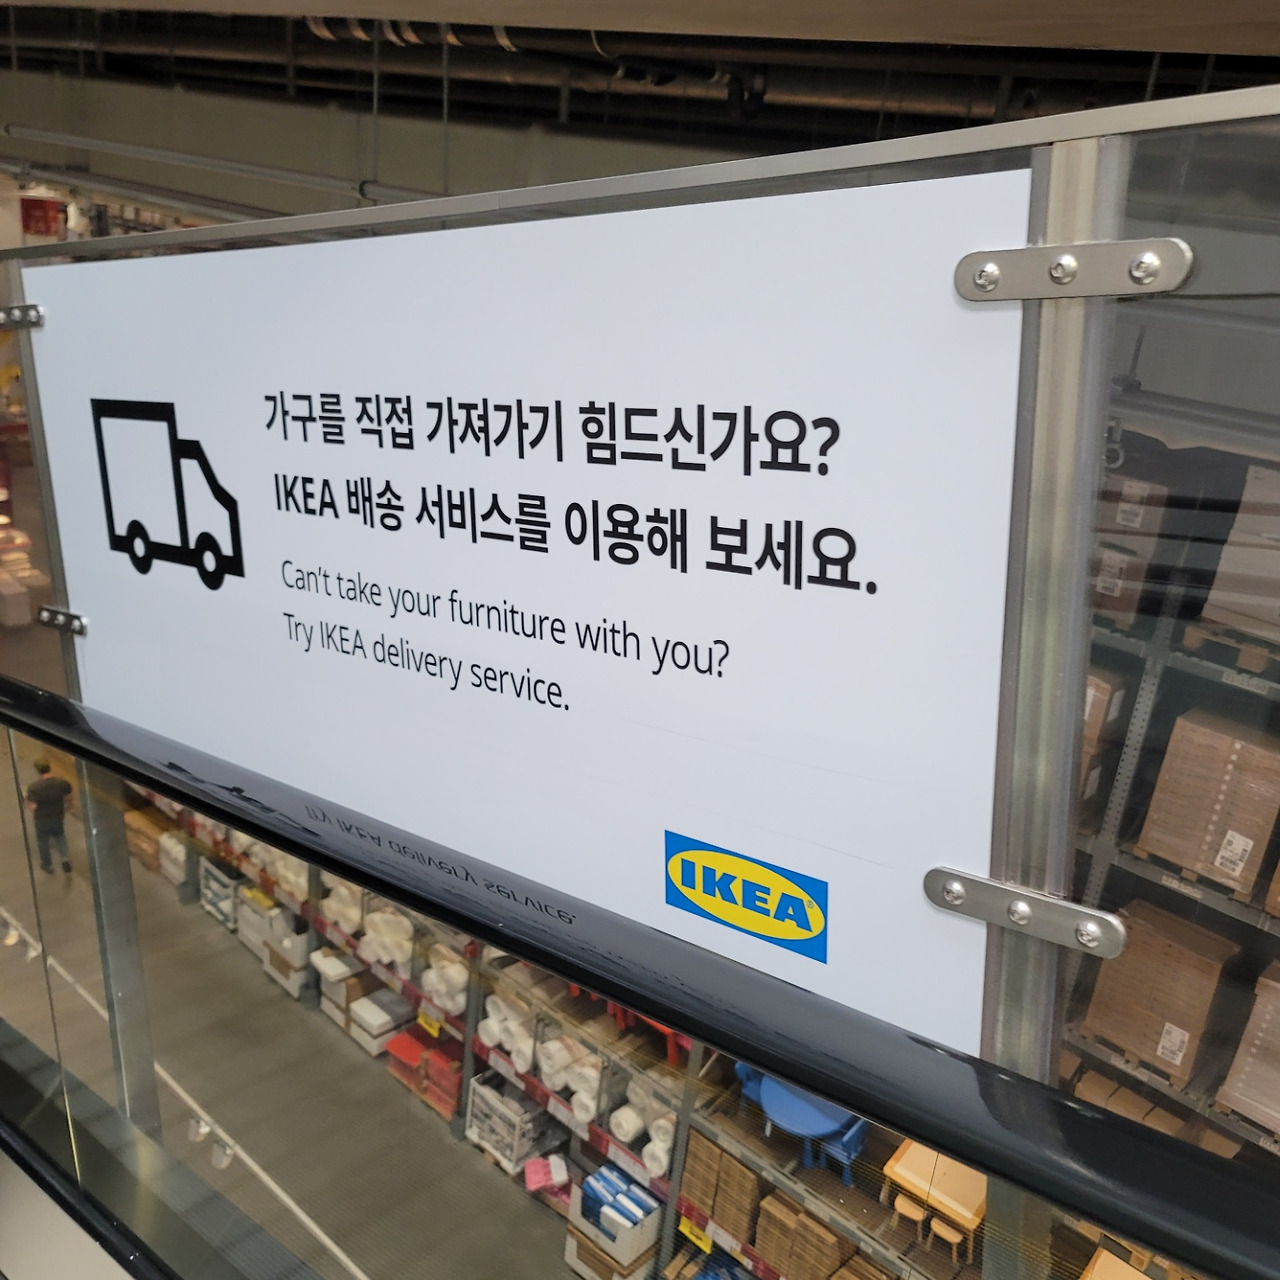 가구를 직접 가져가기 힘드신가요?
IKEA 배송 서비스를 이용해 보세요.
Can't take your furniture with you?
Try IKEA delivery service.
IKEA